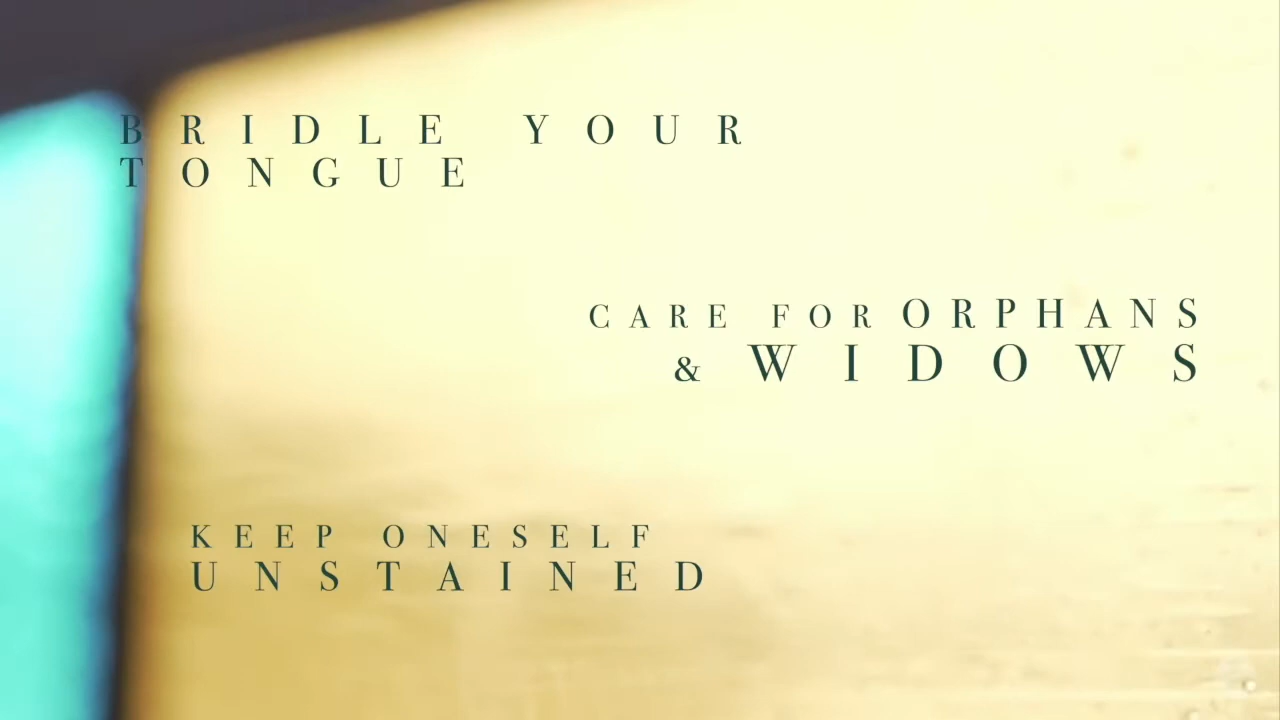 BRIDLE YOUR
TONGUE
CARE FOR ORPHANS
& WIDOWS
KEEP ONESELF
UNSTAINED